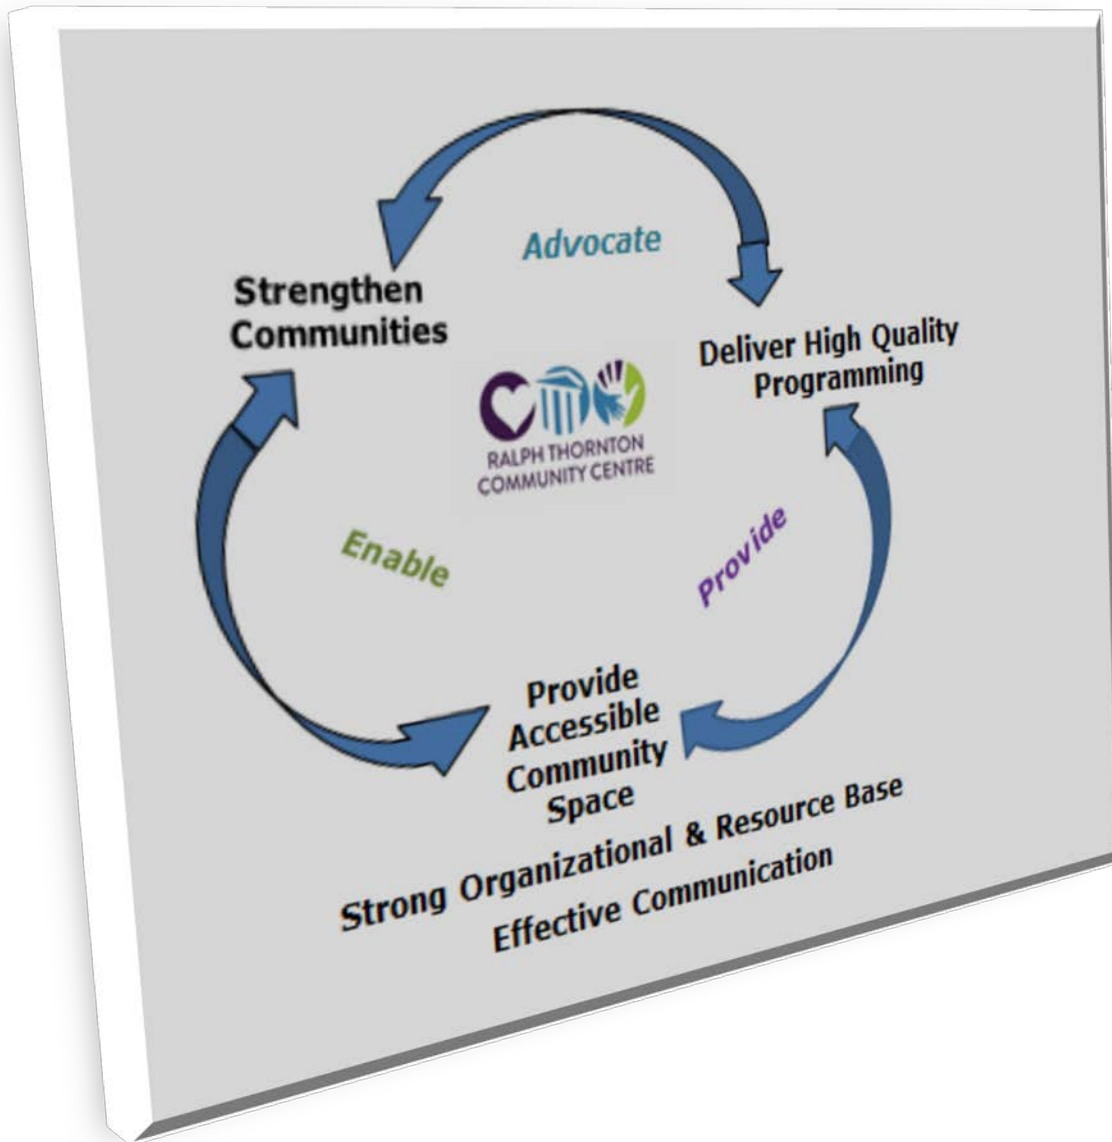 Advocate
Strengthen
Communities
Deliver High Quality
Programming
RALPH THORNTON
COMMUNITY CENTRE
Enable
Provide
Provide
Accessible
Community
Space
Strong Organizational & Resource Base
Effective Communication